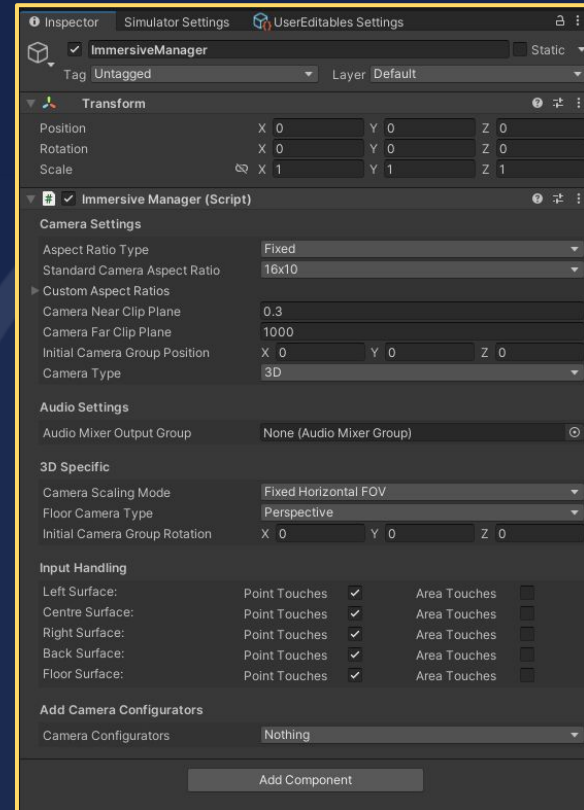 Inspector Simulator Settings UserEditables Settings
ImmersiveManager Static
Tag Untagged Layer Default
Transform
Position X 0 Y 0 Z 0
Rotation X 0 Y 0 Z 0
Scale X 1 Y 1 Z 1
# Immersive Manager (Script)
Camera Settings
Aspect Ratio Type Fixed
Standard Camera Aspect Ratio 16x10
Custom Aspect Ratios
Camera Near Clip Plane 0.3
Camera Far Clip Plane 1000
Initial Camera Group Position X 0 Y 0 Z 0
Camera Type 3D
Audio Settings
Audio Mixer Output Group None (Audio Mixer Group)
3D Specific
Camera Scaling Mode Fixed Horizontal FOV
Floor Camera Type Perspective
Initial Camera Group Rotation X 0 Y 0 Z 0
Input Handling
Left Surface: Point Touches Area Touches
Centre Surface: Point Touches Area Touches
Right Surface: Point Touches Area Touches
Back Surface: Point Touches Area Touches
Floor Surface: Point Touches Area Touches
Add Camera Configurators
Camera Configurators Nothing
Add Component